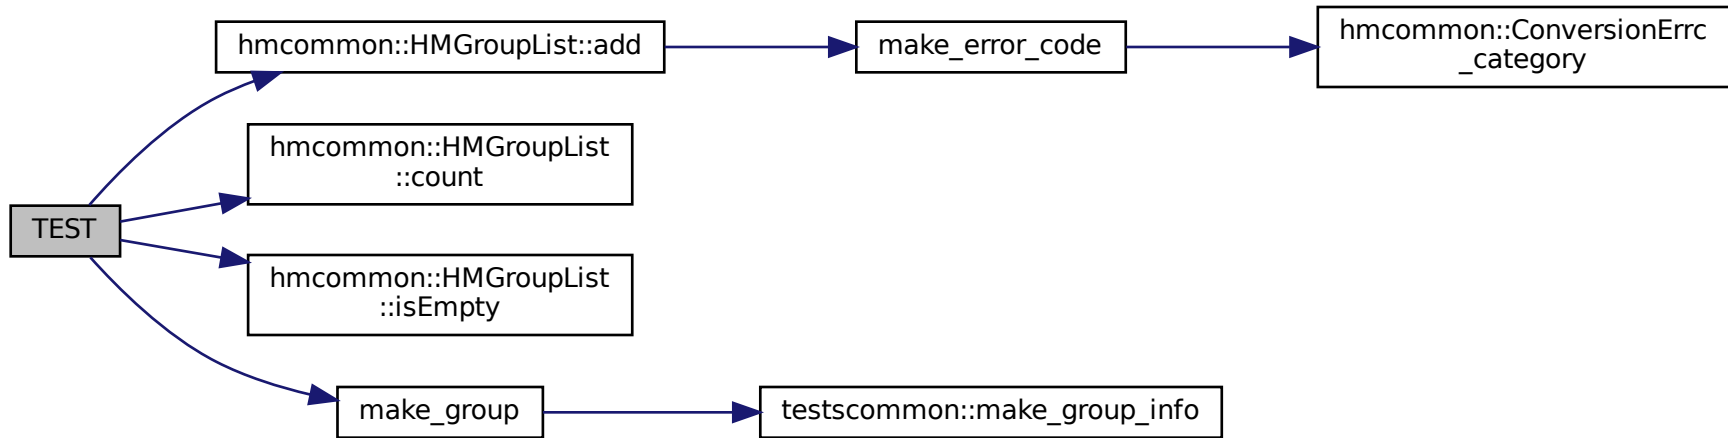 hmcommon::HMGroupList::add
make_error_code
hmcommon::ConversionErrc
_category
hmcommon::HMGroupList
::count
TEST
hmcommon::HMGroupList
::isEmpty
make_group
testscommon::make_group_info